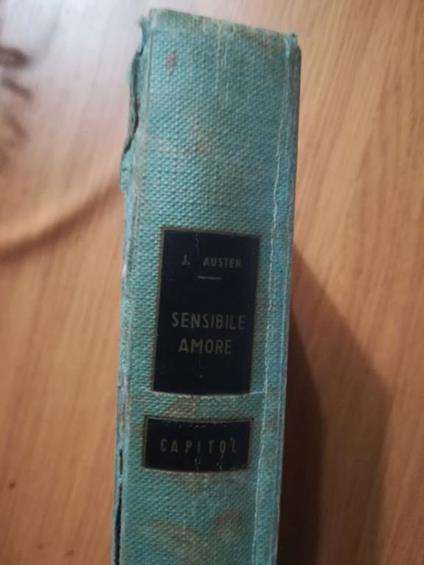 J. AUSTEN
SENSIBILE
AMORE
CAPITOL